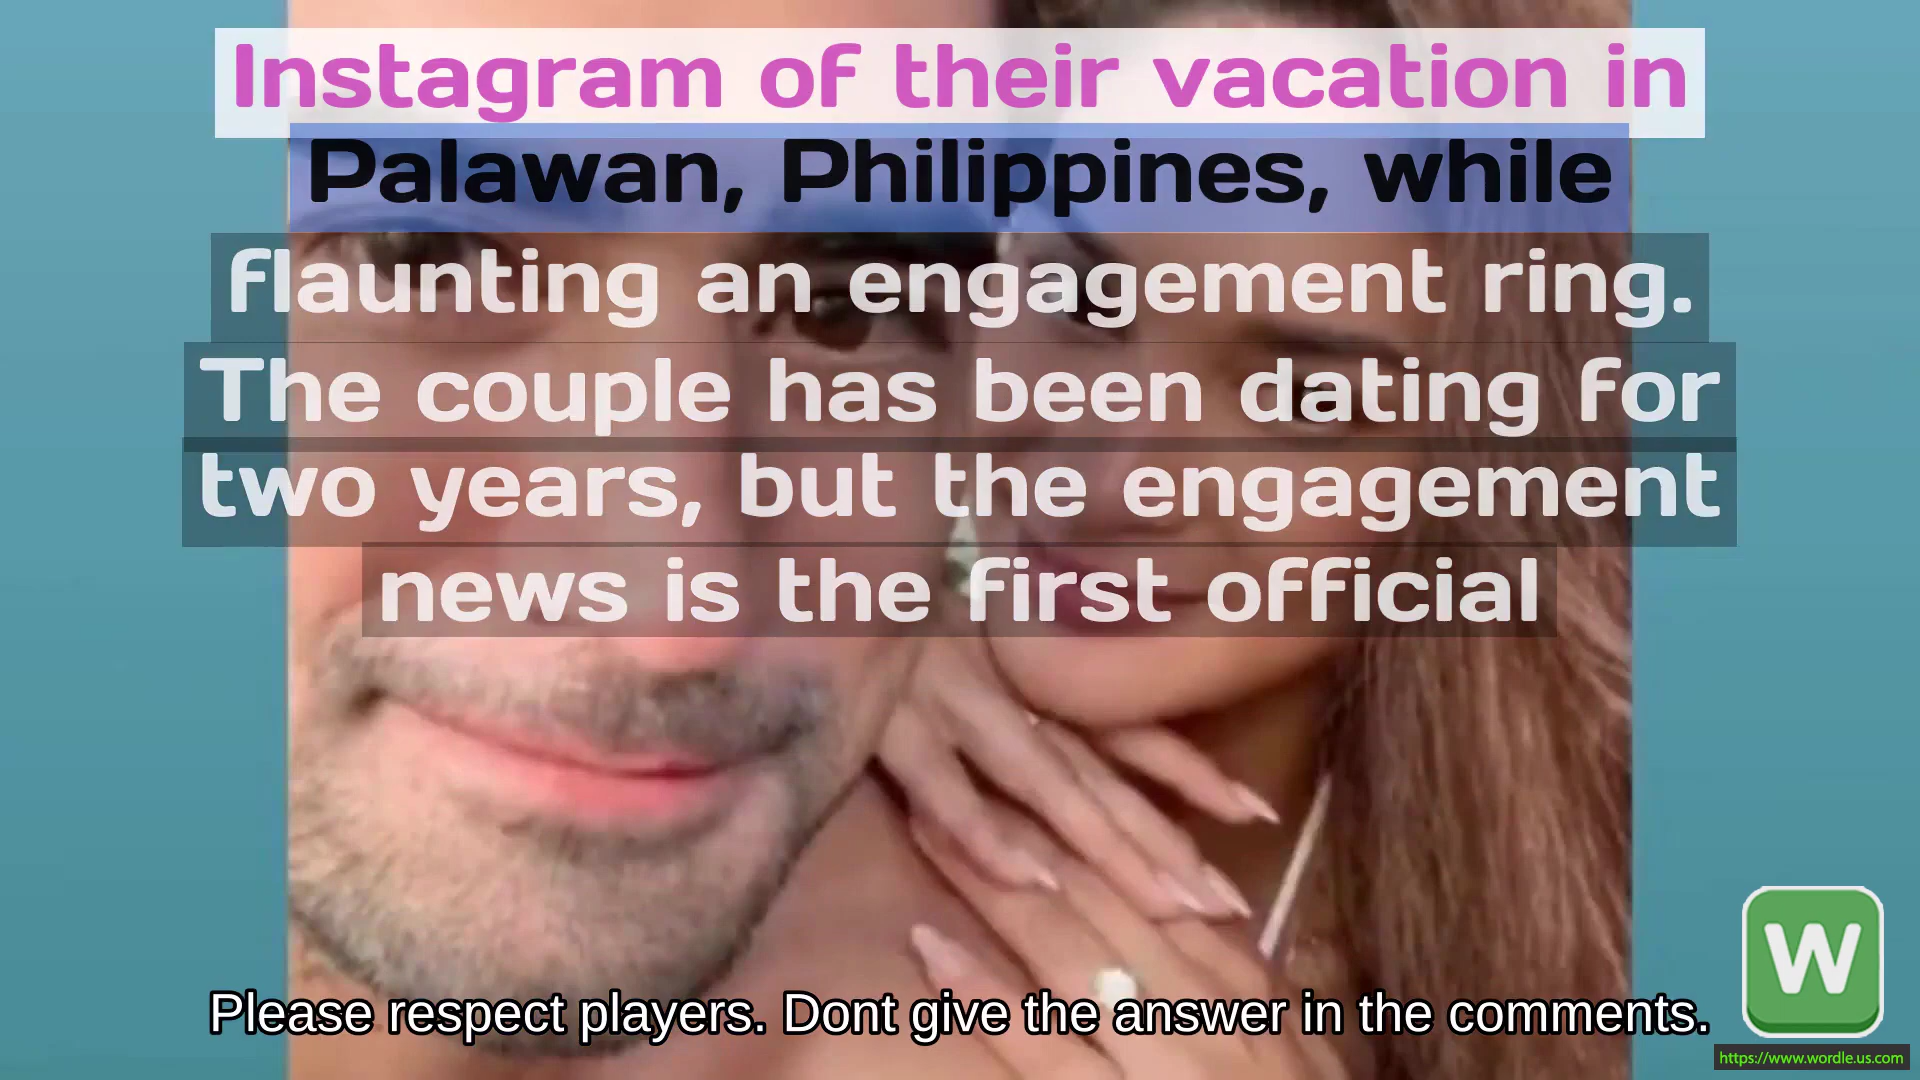 Instagram of their vacation in
Palawan, Philippines, while
flaunting an engagement ring.
The couple has been dating for
two years, but the engagement
news is the first official
Please respect players. Dont give the answer in the comments.
W
https://www.wordle.us.com